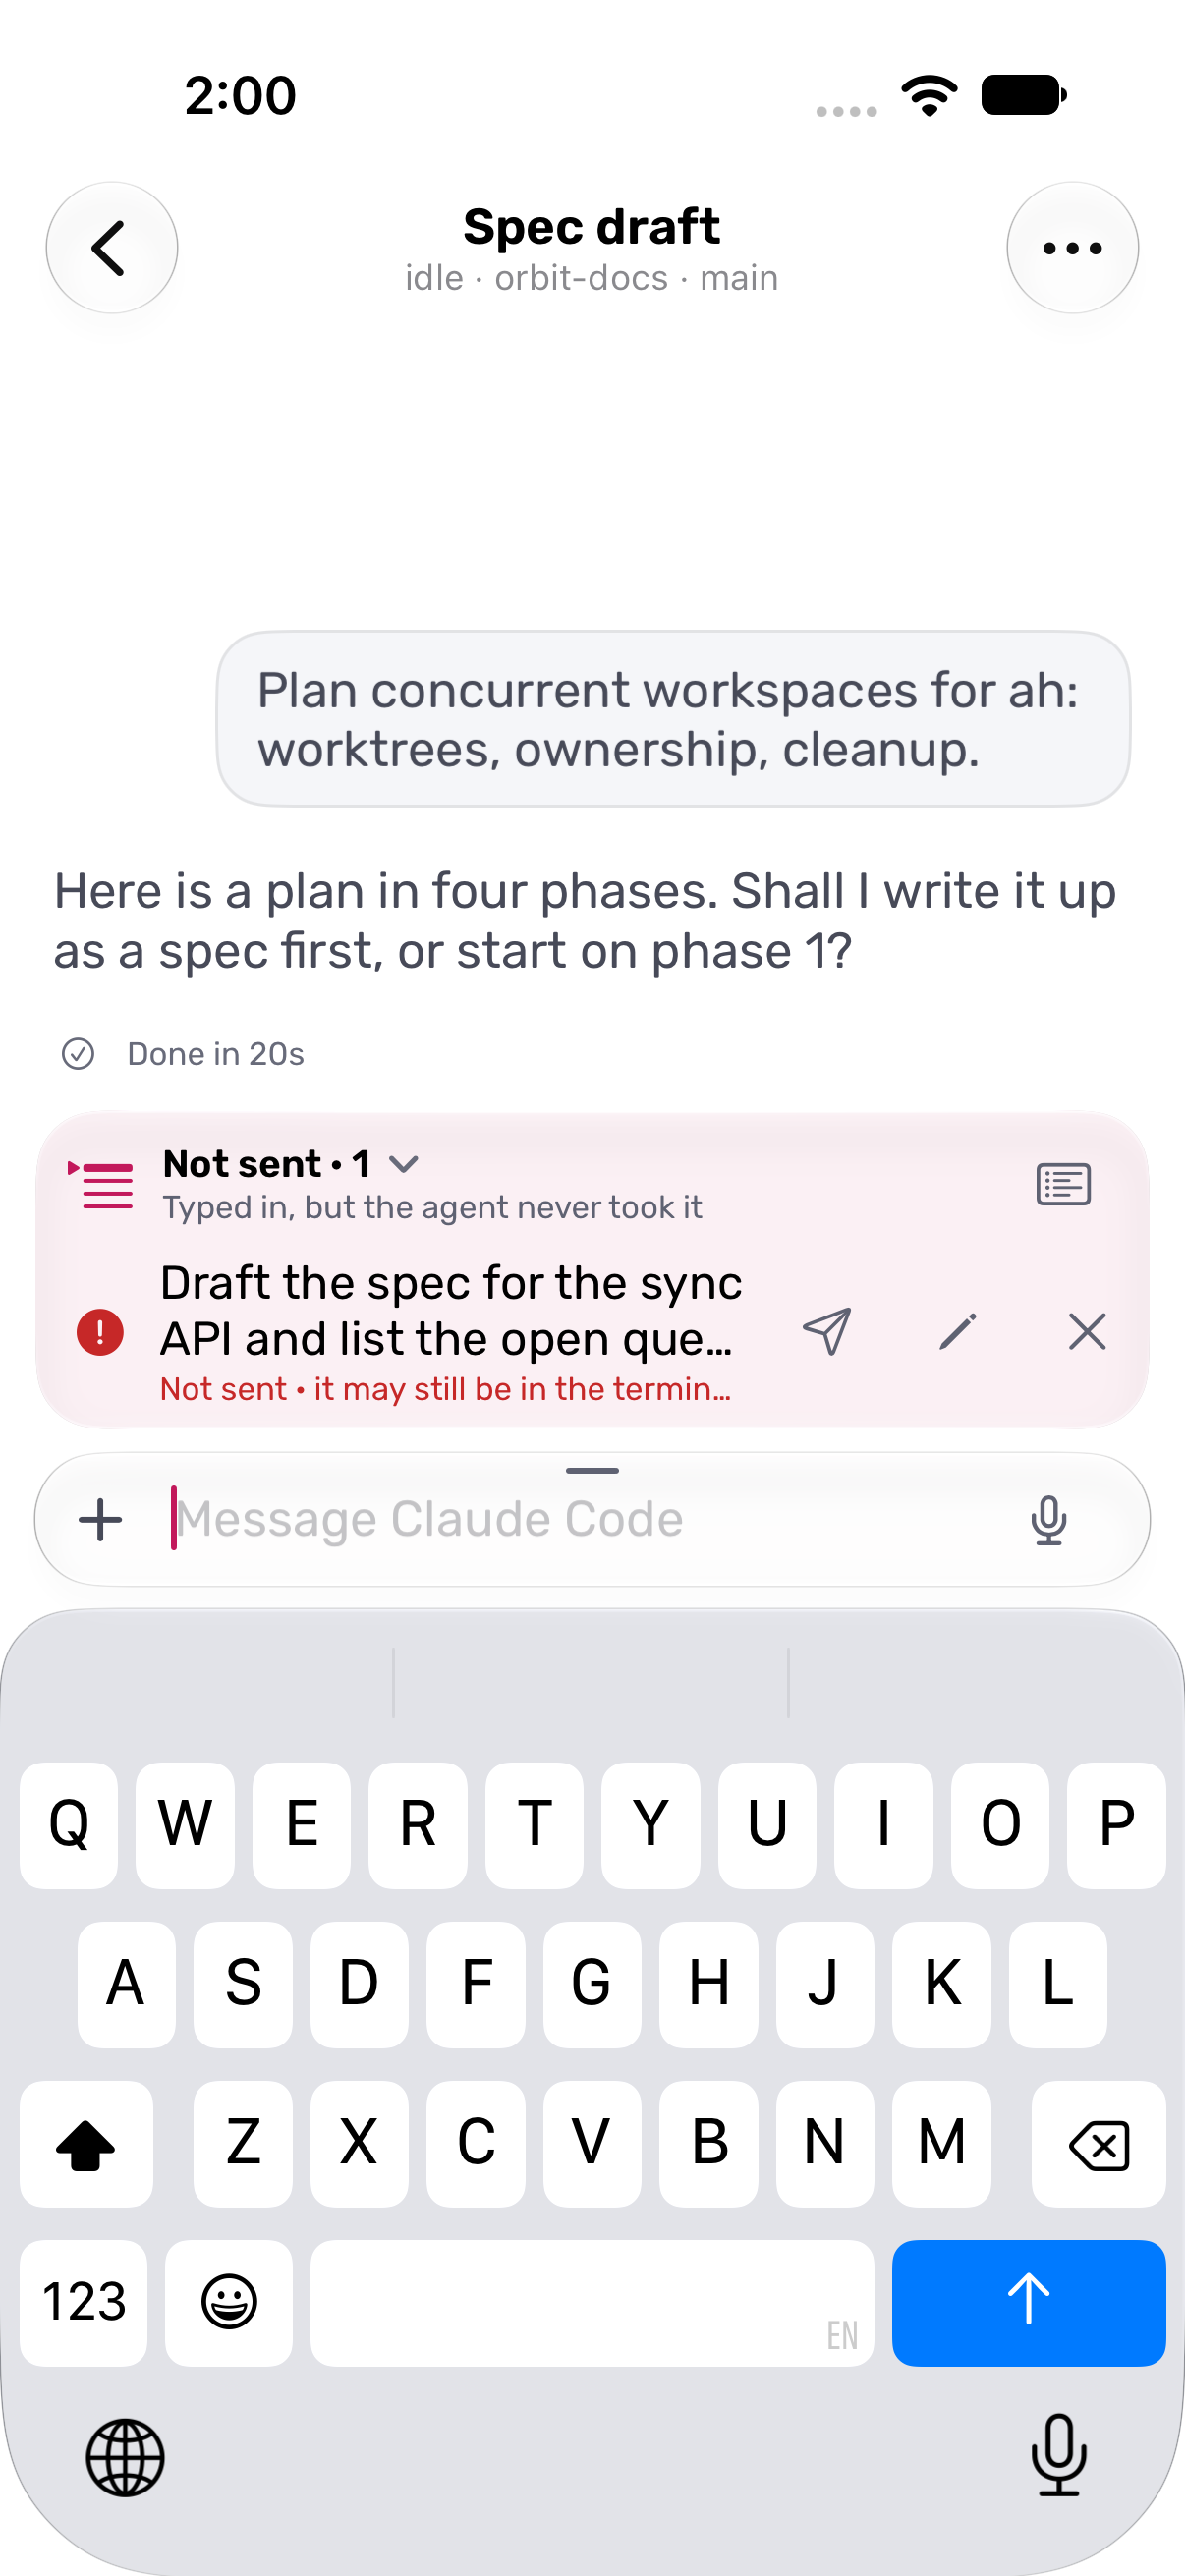 2:00
Spec draft
idle · orbit-docs · main
Plan concurrent workspaces for ah:
worktrees, ownership, cleanup.
Here is a plan in four phases. Shall I write it up
as a spec first, or start on phase 1?
Done in 20s
Not sent • 1
Typed in, but the agent never took it
Draft the spec for the sync
API and list the open que…
Not sent • it may still be in the termin…
Message Claude Code
Q W E R T Y U I O P
A S D F G H J K L
Z X C V B N M
123
EN